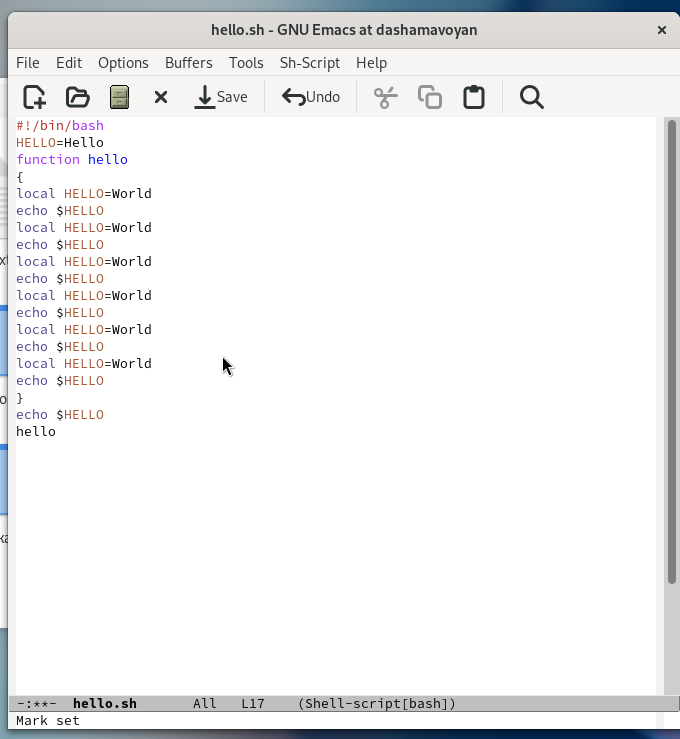 hello.sh - GNU Emacs at dashamavoyan ×
File Edit Options Buffers Tools Sh-Script Help
Save Undo
#!/bin/bash
HELLO=Hello
function hello
{
local HELLO=World
echo $HELLO
local HELLO=World
echo $HELLO
local HELLO=World
echo $HELLO
local HELLO=World
echo $HELLO
local HELLO=World
echo $HELLO
local HELLO=World
echo $HELLO
}
echo $HELLO
hello
-:**- hello.sh All L17 (Shell-script[bash])
Mark set